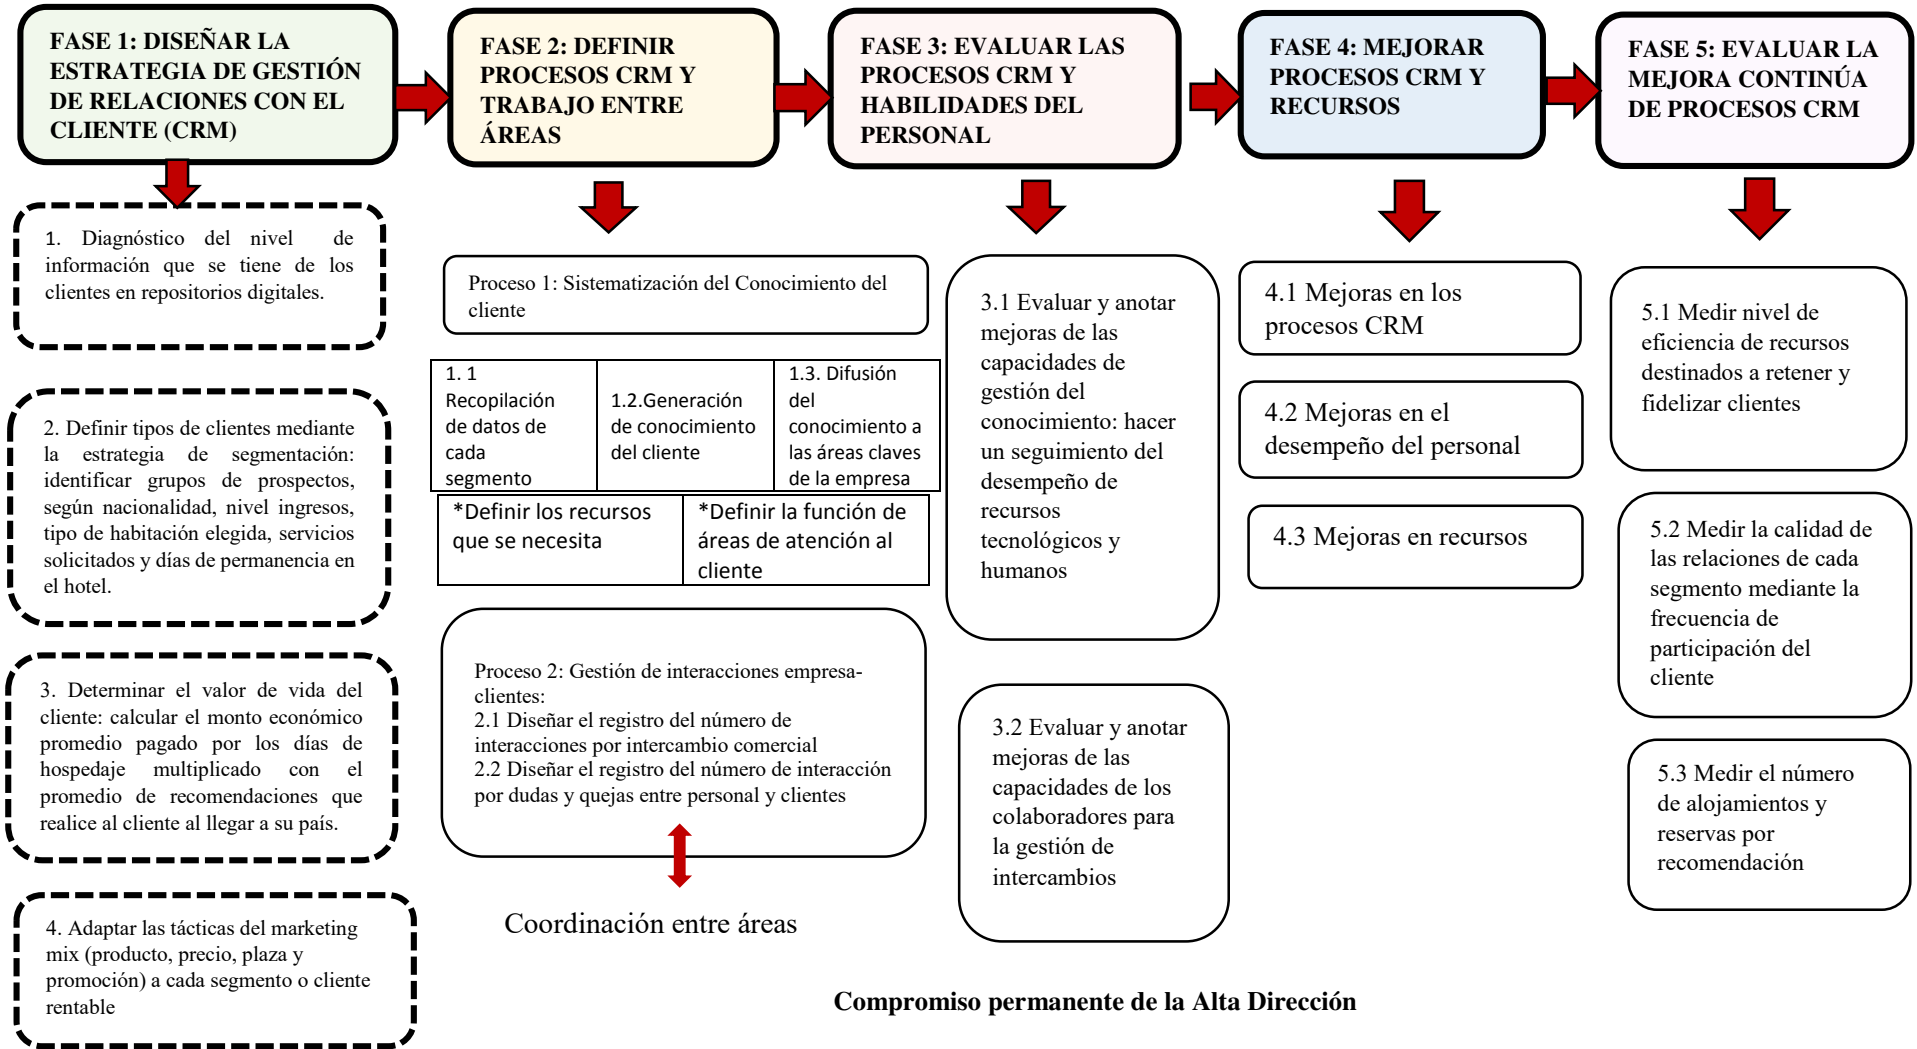 FASE 1: DISEÑAR LA
ESTRATEGIA DE GESTIÓN
DE RELACIONES CON EL
CLIENTE (CRM)
FASE 2: DEFINIR
PROCESOS CRM Y
TRABAJO ENTRE
ÁREAS
FASE 3: EVALUAR LAS
PROCESOS CRM Y
HABILIDADES DEL
PERSONAL
FASE 4: MEJORAR
PROCESOS CRM Y
RECURSOS
FASE 5: EVALUAR LA
MEJORA CONTINÚA
DE PROCESOS CRM
1. Diagnóstico del nivel de
información que se tiene de los
clientes en repositorios digitales.
2. Definir tipos de clientes mediante
la estrategia de segmentación:
identificar grupos de prospectos,
según nacionalidad, nivel ingresos,
tipo de habitación elegida, servicios
solicitados y días de permanencia en
el hotel.
3. Determinar el valor de vida del
cliente: calcular el monto económico
promedio pagado por los días de
hospedaje multiplicado con el
promedio de recomendaciones que
realice al cliente al llegar a su país.
4. Adaptar las tácticas del marketing
mix (producto, precio, plaza y
promoción) a cada segmento o cliente
rentable
Proceso 1: Sistematización del Conocimiento del
cliente
1. 1
Recopilación
de datos de
cada
segmento
1.2.Generación
de conocimiento
del cliente
1.3. Difusión
del
conocimiento a
las áreas claves
de la empresa
*Definir los recursos
que se necesita
*Definir la función de
áreas de atención al
cliente
Proceso 2: Gestión de interacciones empresa-
clientes:
2.1 Diseñar el registro del número de
interacciones por intercambio comercial
2.2 Diseñar el registro del número de interacción
por dudas y quejas entre personal y clientes
Coordinación entre áreas
3.1 Evaluar y anotar
mejoras de las
capacidades de
gestión del
conocimiento: hacer
un seguimiento del
desempeño de
recursos
tecnológicos y
humanos
3.2 Evaluar y anotar
mejoras de las
capacidades de los
colaboradores para
la gestión de
intercambios
4.1 Mejoras en los
procesos CRM
4.2 Mejoras en el
desempeño del personal
4.3 Mejoras en recursos
5.1 Medir nivel de
eficiencia de recursos
destinados a retener y
fidelizar clientes
5.2 Medir la calidad de
las relaciones de cada
segmento mediante la
frecuencia de
participación del
cliente
5.3 Medir el número
de alojamientos y
reservas por
recomendación
Compromiso permanente de la Alta Dirección